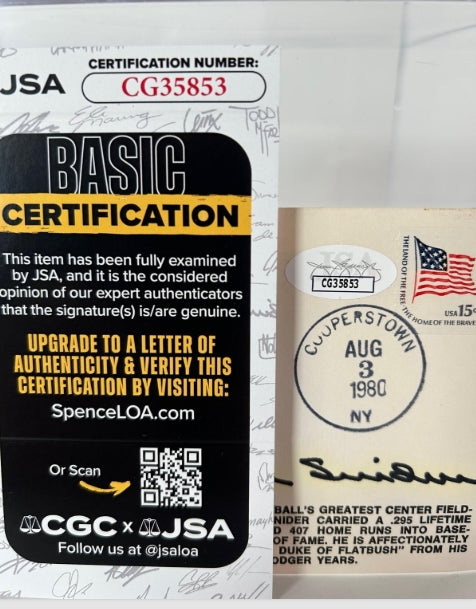 JSA
CERTIFICATION NUMBER:
CG35853
BASIC
CERTIFICATION
This item has been fully examined
by JSA, and it is the considered
opinion of our expert authenticators
that the signature(s) is/are genuine.
UPGRADE TO A LETTER OF
AUTHENTICITY & VERIFY THIS
CERTIFICATION BY VISITING:
SpenceLOA.com
Or Scan
CGC x JSA
Follow us at @jsaloa
JSA
CG35853
THE LAND OF THE FREE
THE HOME OF THE BRAVE
USA 15c
COOPERSTOWN
AUG
3
1980
NY
BALL'S GREATEST CENTER FIELD-
NIDER CARRIED A .295 LIFETIME
407 HOME RUNS INTO BASE-
OF FAME. HE IS AFFECTIONATELY
DUKE OF FLATBUSH" FROM HIS
ODGER YEARS.